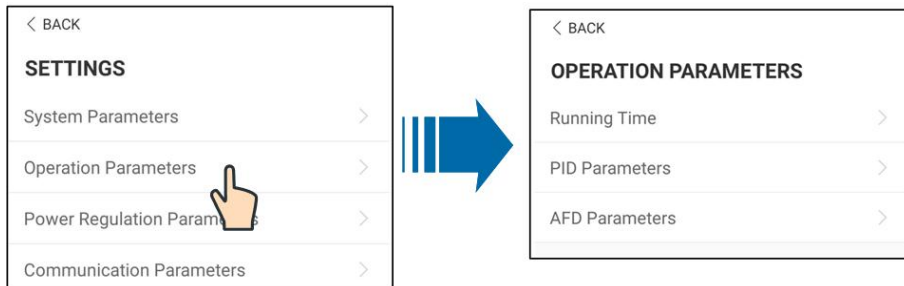 < BACK
SETTINGS
System Parameters
Operation Parameters
Power Regulation Parameters
Communication Parameters
< BACK
OPERATION PARAMETERS
Running Time
PID Parameters
AFD Parameters